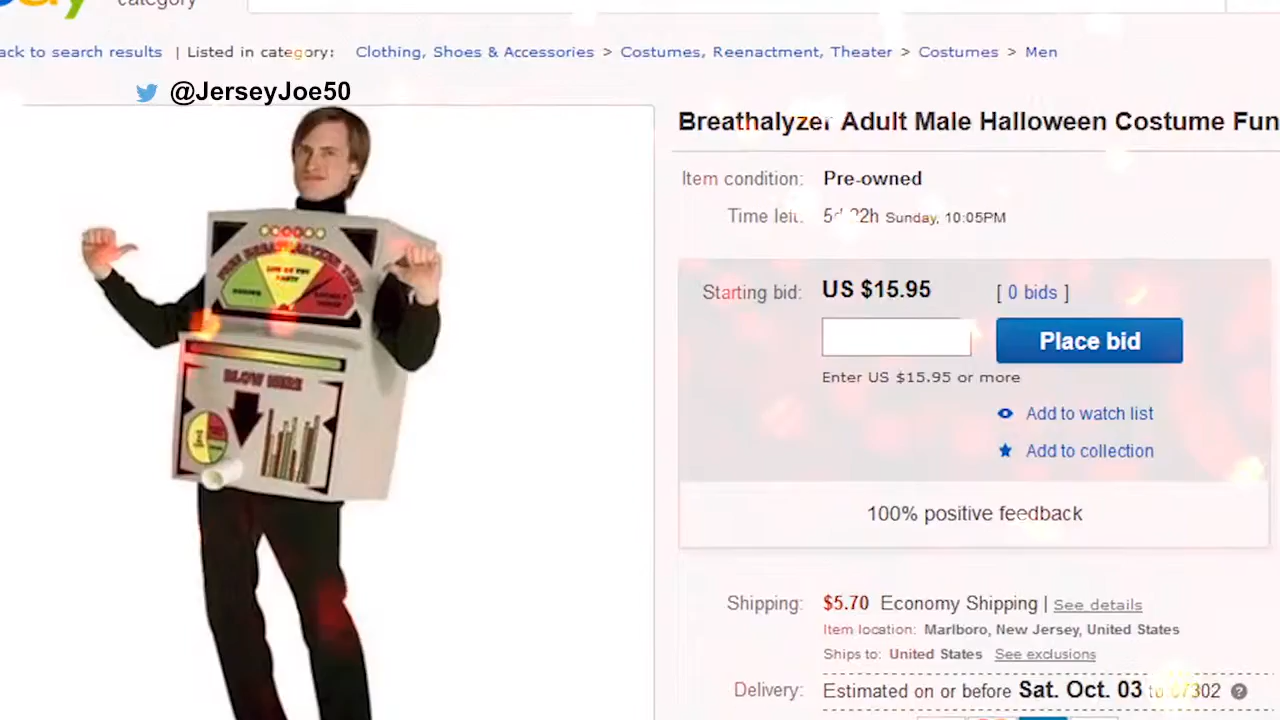 category
ack to search results | Listed in category: Clothing, Shoes & Accessories > Costumes, Reenactment, Theater > Costumes > Men
@JerseyJoe50
Breathalyzer Adult Male Halloween Costume Fun
Item condition: Pre-owned
Time left: 22h Sunday, 10:05PM
Starting bid: US $15.95 [ 0 bids ]
Place bid
Enter US $15.95 or more
Add to watch list
Add to collection
100% positive feedback
Shipping: $5.70 Economy Shipping | See details
Item location: Marlboro, New Jersey, United States
Ships to: United States See exclusions
Delivery: Estimated on or before Sat. Oct. 03 to 07302
BLOW HERE